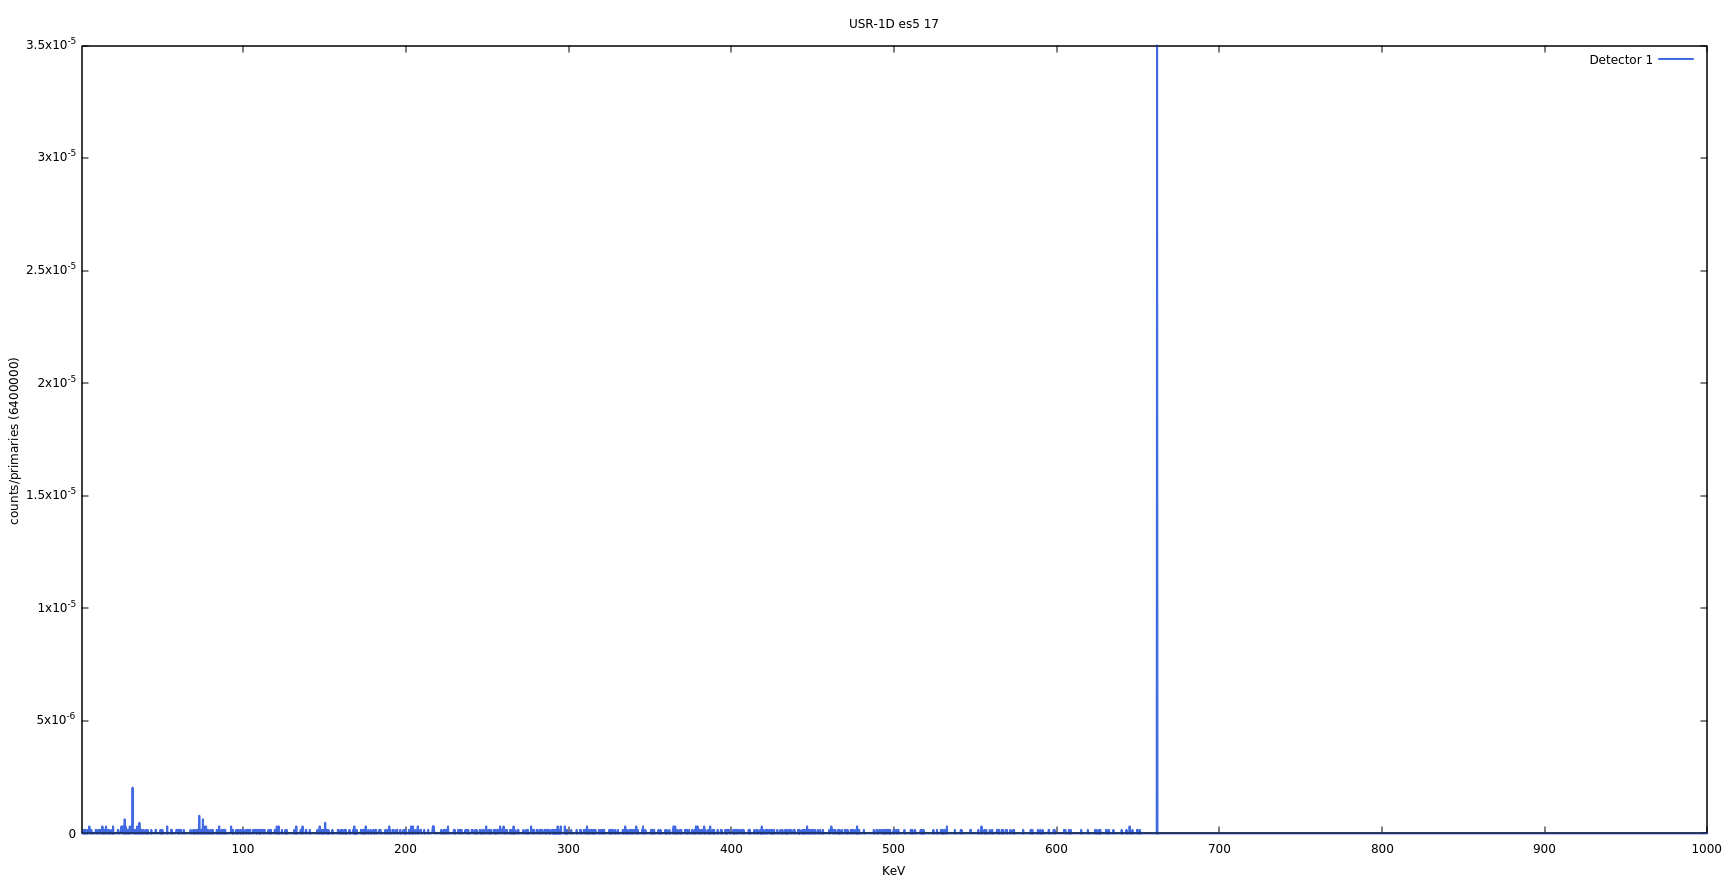 USR-1D es5 17
3.5x10⁻⁵
Detector 1
3x10⁻⁵
2.5x10⁻⁵
2x10⁻⁵
1.5x10⁻⁵
1x10⁻⁵
5x10⁻⁶
0
counts/primaries (6400000)
100 200 300 400 500 600 700 800 900 1000
KeV